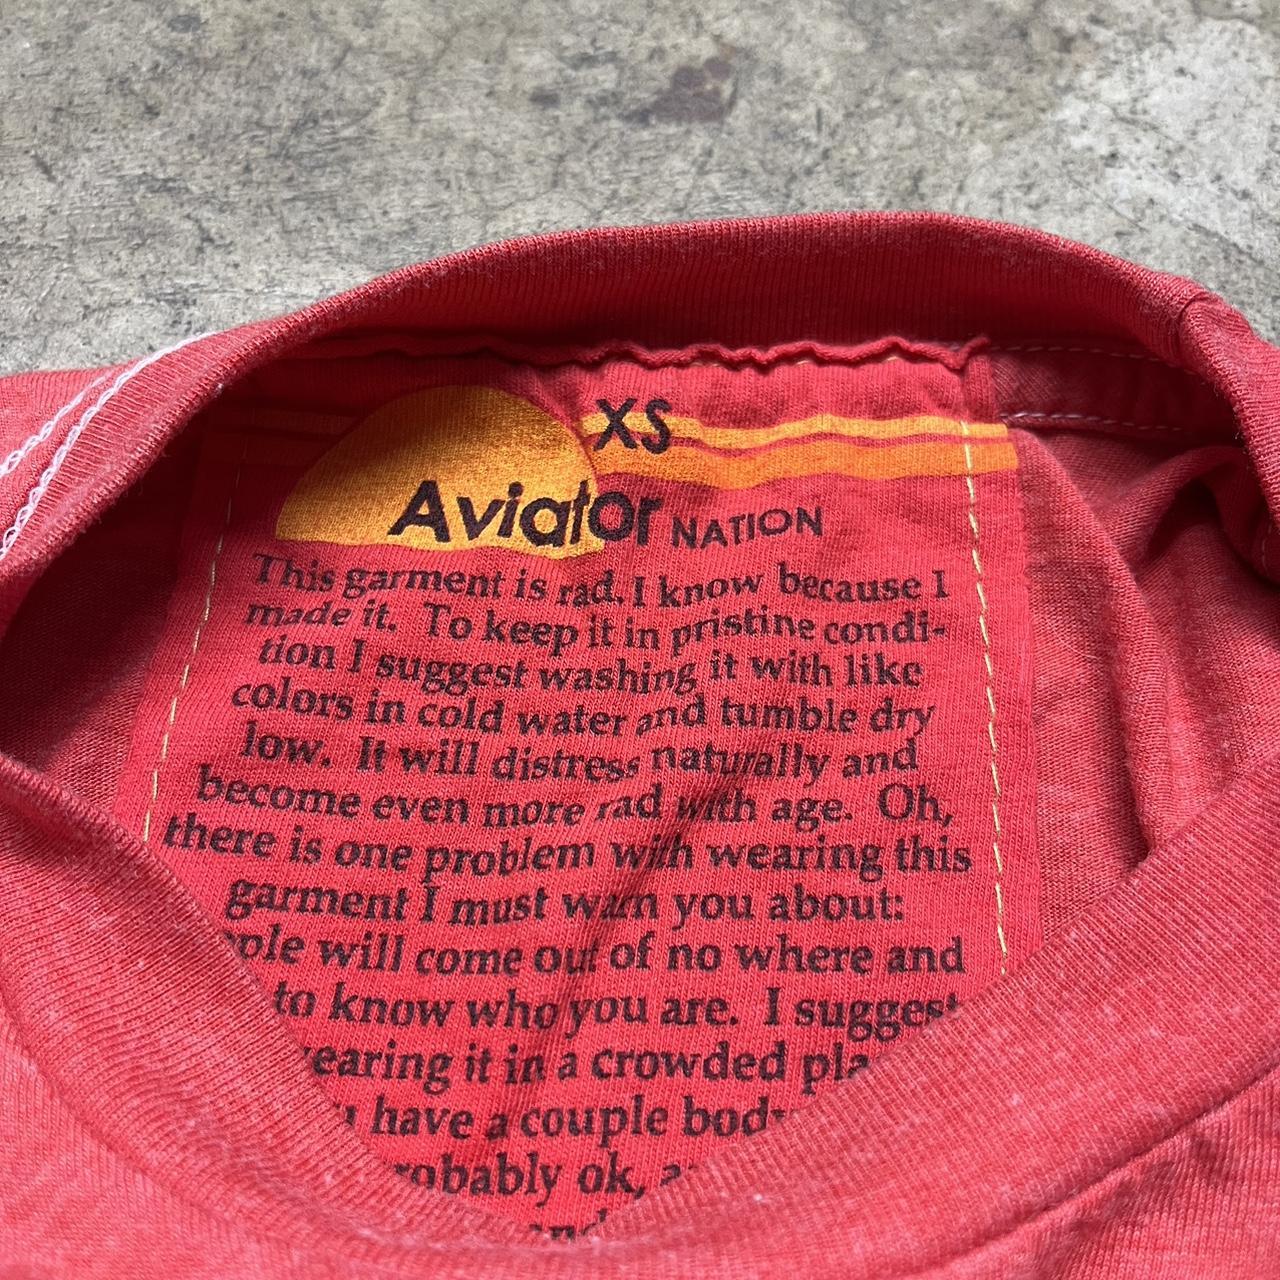 XS
Aviator NATION
This garment is rad. I know because I
made it. To keep it in pristine condi-
tion I suggest washing it with like
colors in cold water and tumble dry
low. It will distress naturally and
become even more rad with age. Oh,
there is one problem with wearing this
garment I must warn you about:
will come out of no where and
to know who you are. I suggest
it in a crowded
have a couple
ok,